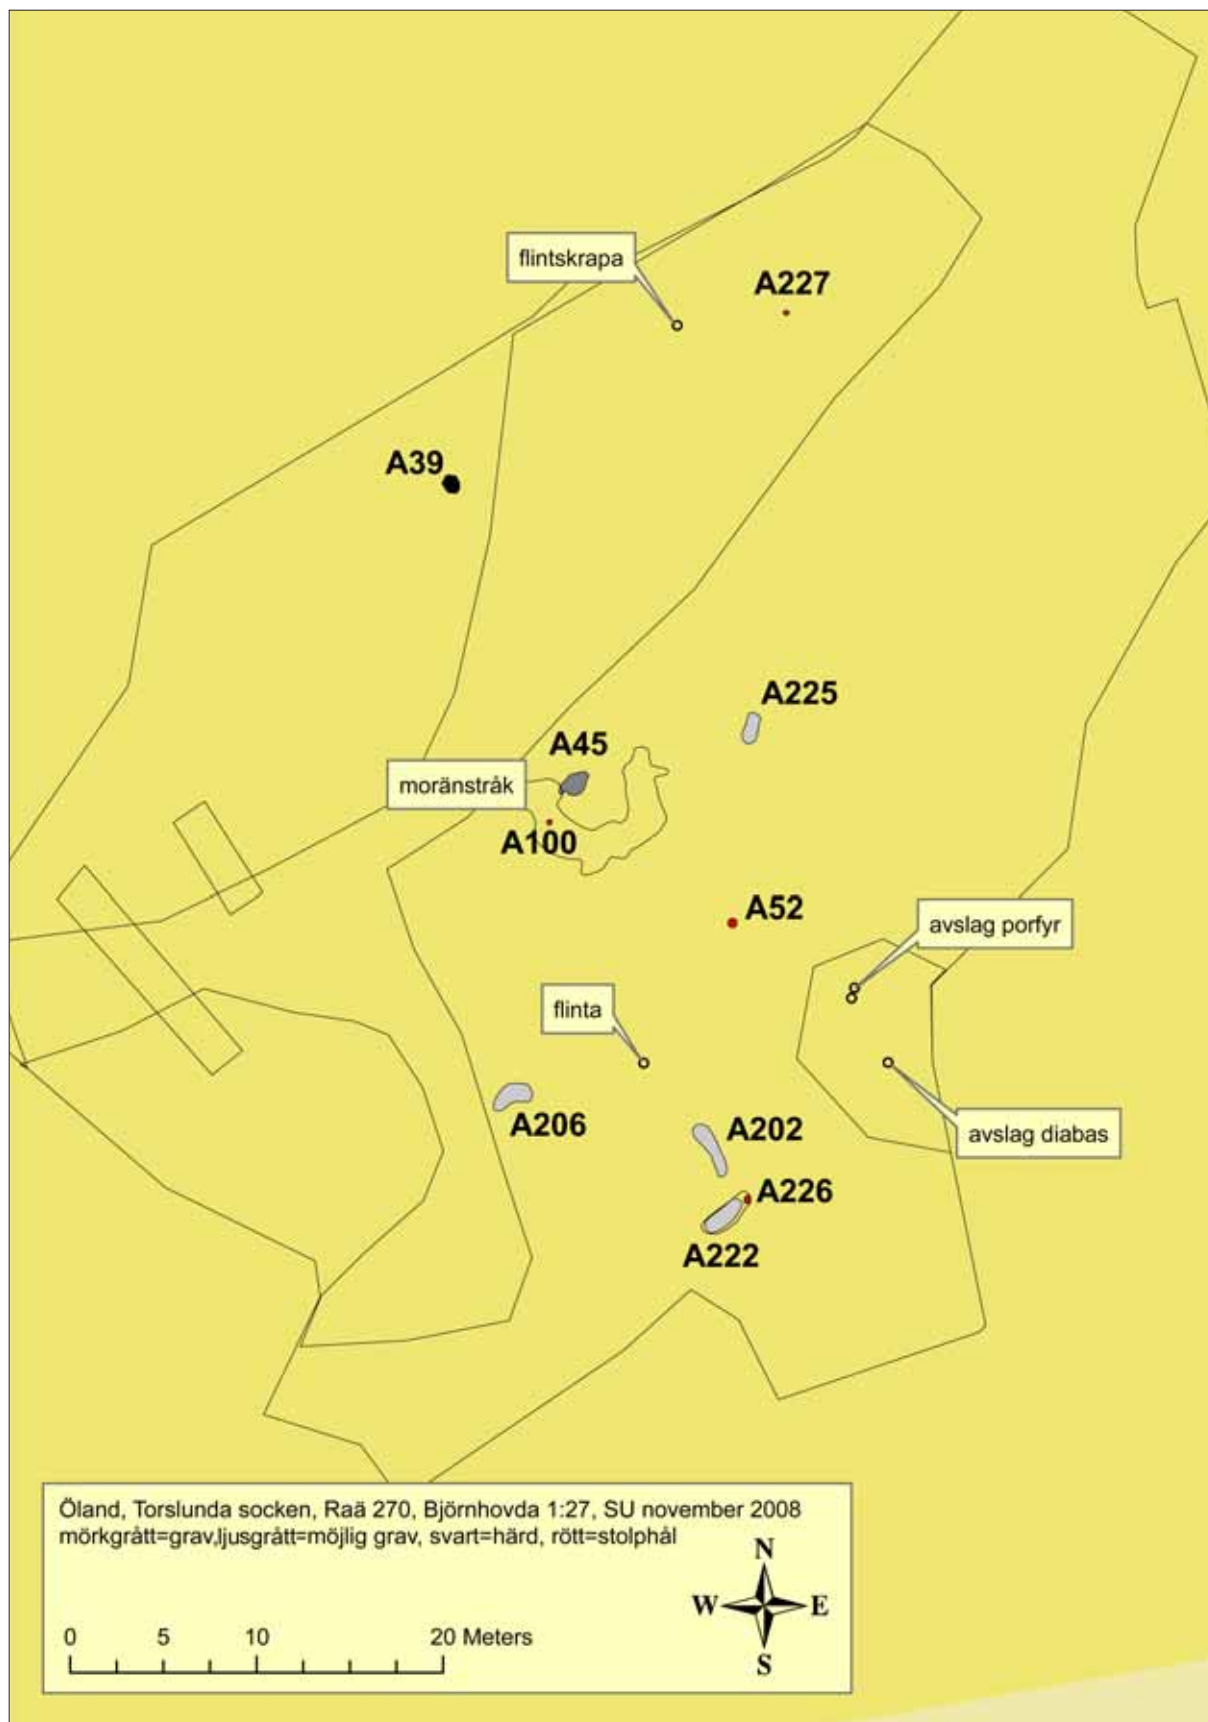 flintskrapa
A227
A39
A225
A45
moränstråk
A100
A52
avslag porfyr
flinta
A206
A202
avslag diabas
A226
A222
Öland, Torslunda socken, Raä 270, Björnhovda 1:27, SU november 2008
mörkgrått=grav,ljusgrått=möjlig grav, svart=härd, rött=stolphål
N
W E
S
0 5 10 20 Meters